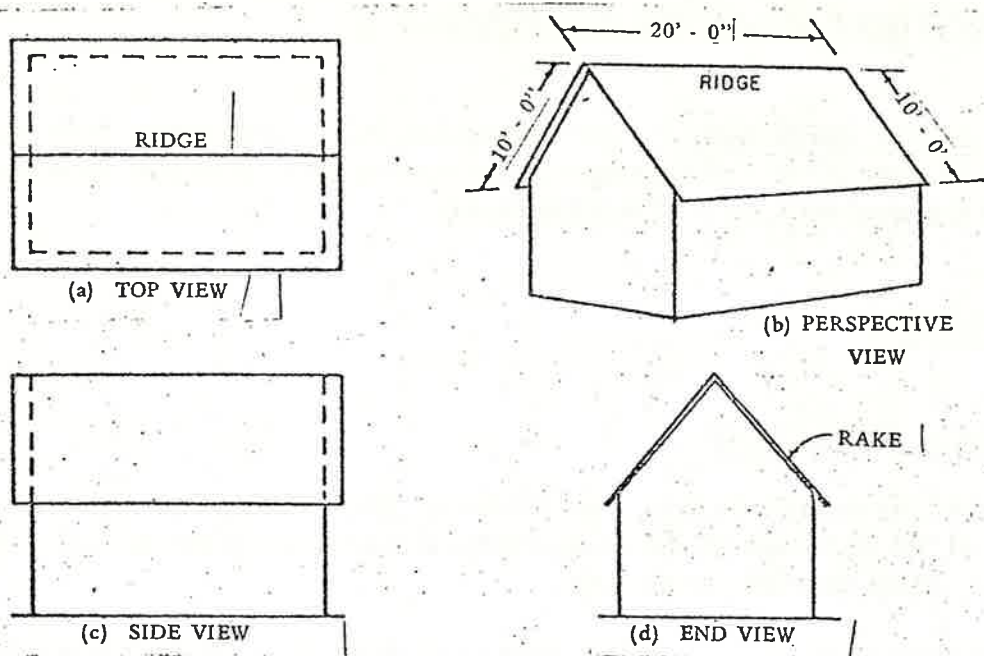 20' - 0"
RIDGE
10' - 0"
10' - 0'
RIDGE
(a) TOP VIEW
(b) PERSPECTIVE
VIEW
RAKE
(c) SIDE VIEW
(d) END VIEW